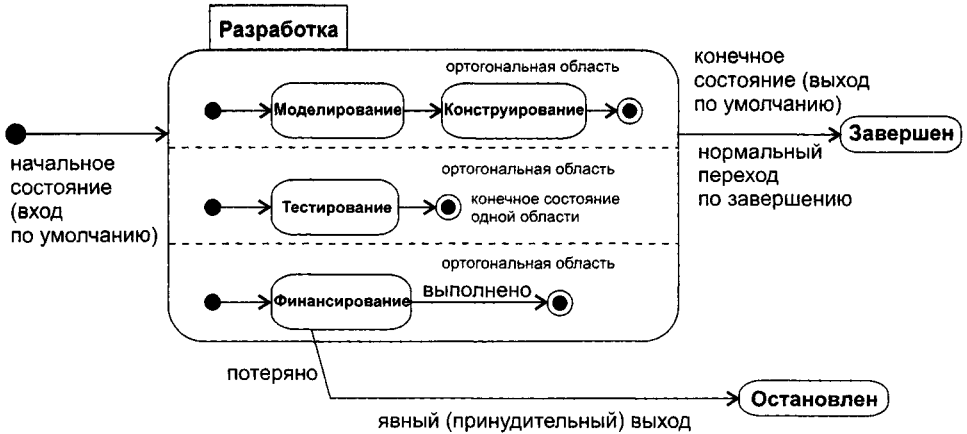 Разработка
ортогональная область
конечное
состояние (выход
по умолчанию)
Моделирование
Конструирование
Завершен
начальное
состояние
(вход
по умолчанию)
нормальный
переход
по завершению
ортогональная область
Тестирование
конечное состояние
одной области
ортогональная область
Финансирование
выполнено
потеряно
Остановлен
явный (принудительный) выход